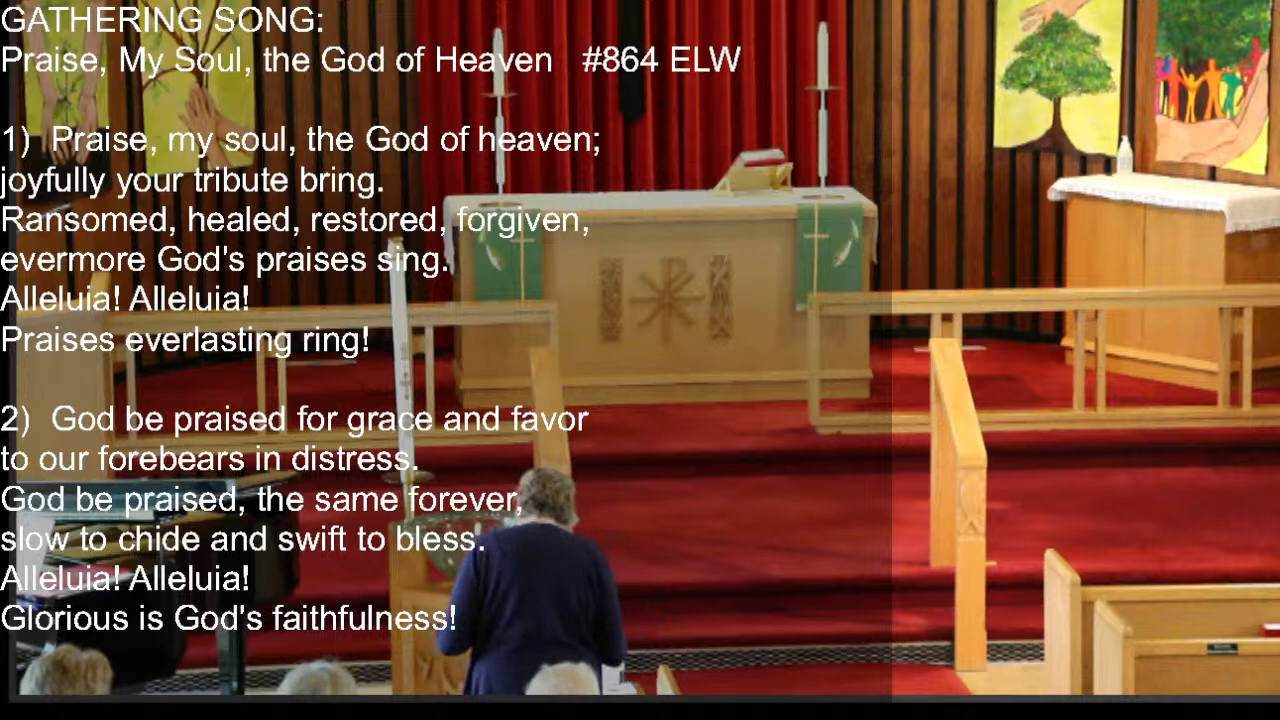 GATHERING SONG:
Praise, My Soul, the God of Heaven #864 ELW
1) Praise, my soul, the God of heaven;
joyfully your tribute bring.
Ransomed, healed, restored, forgiven,
evermore God's praises sing.
Alleluia! Alleluia!
Praises everlasting ring!
2) God be praised for grace and favor
to our forebears in distress.
God be praised, the same forever,
slow to chide and swift to bless.
Alleluia! Alleluia!
Glorious is God's faithfulness!